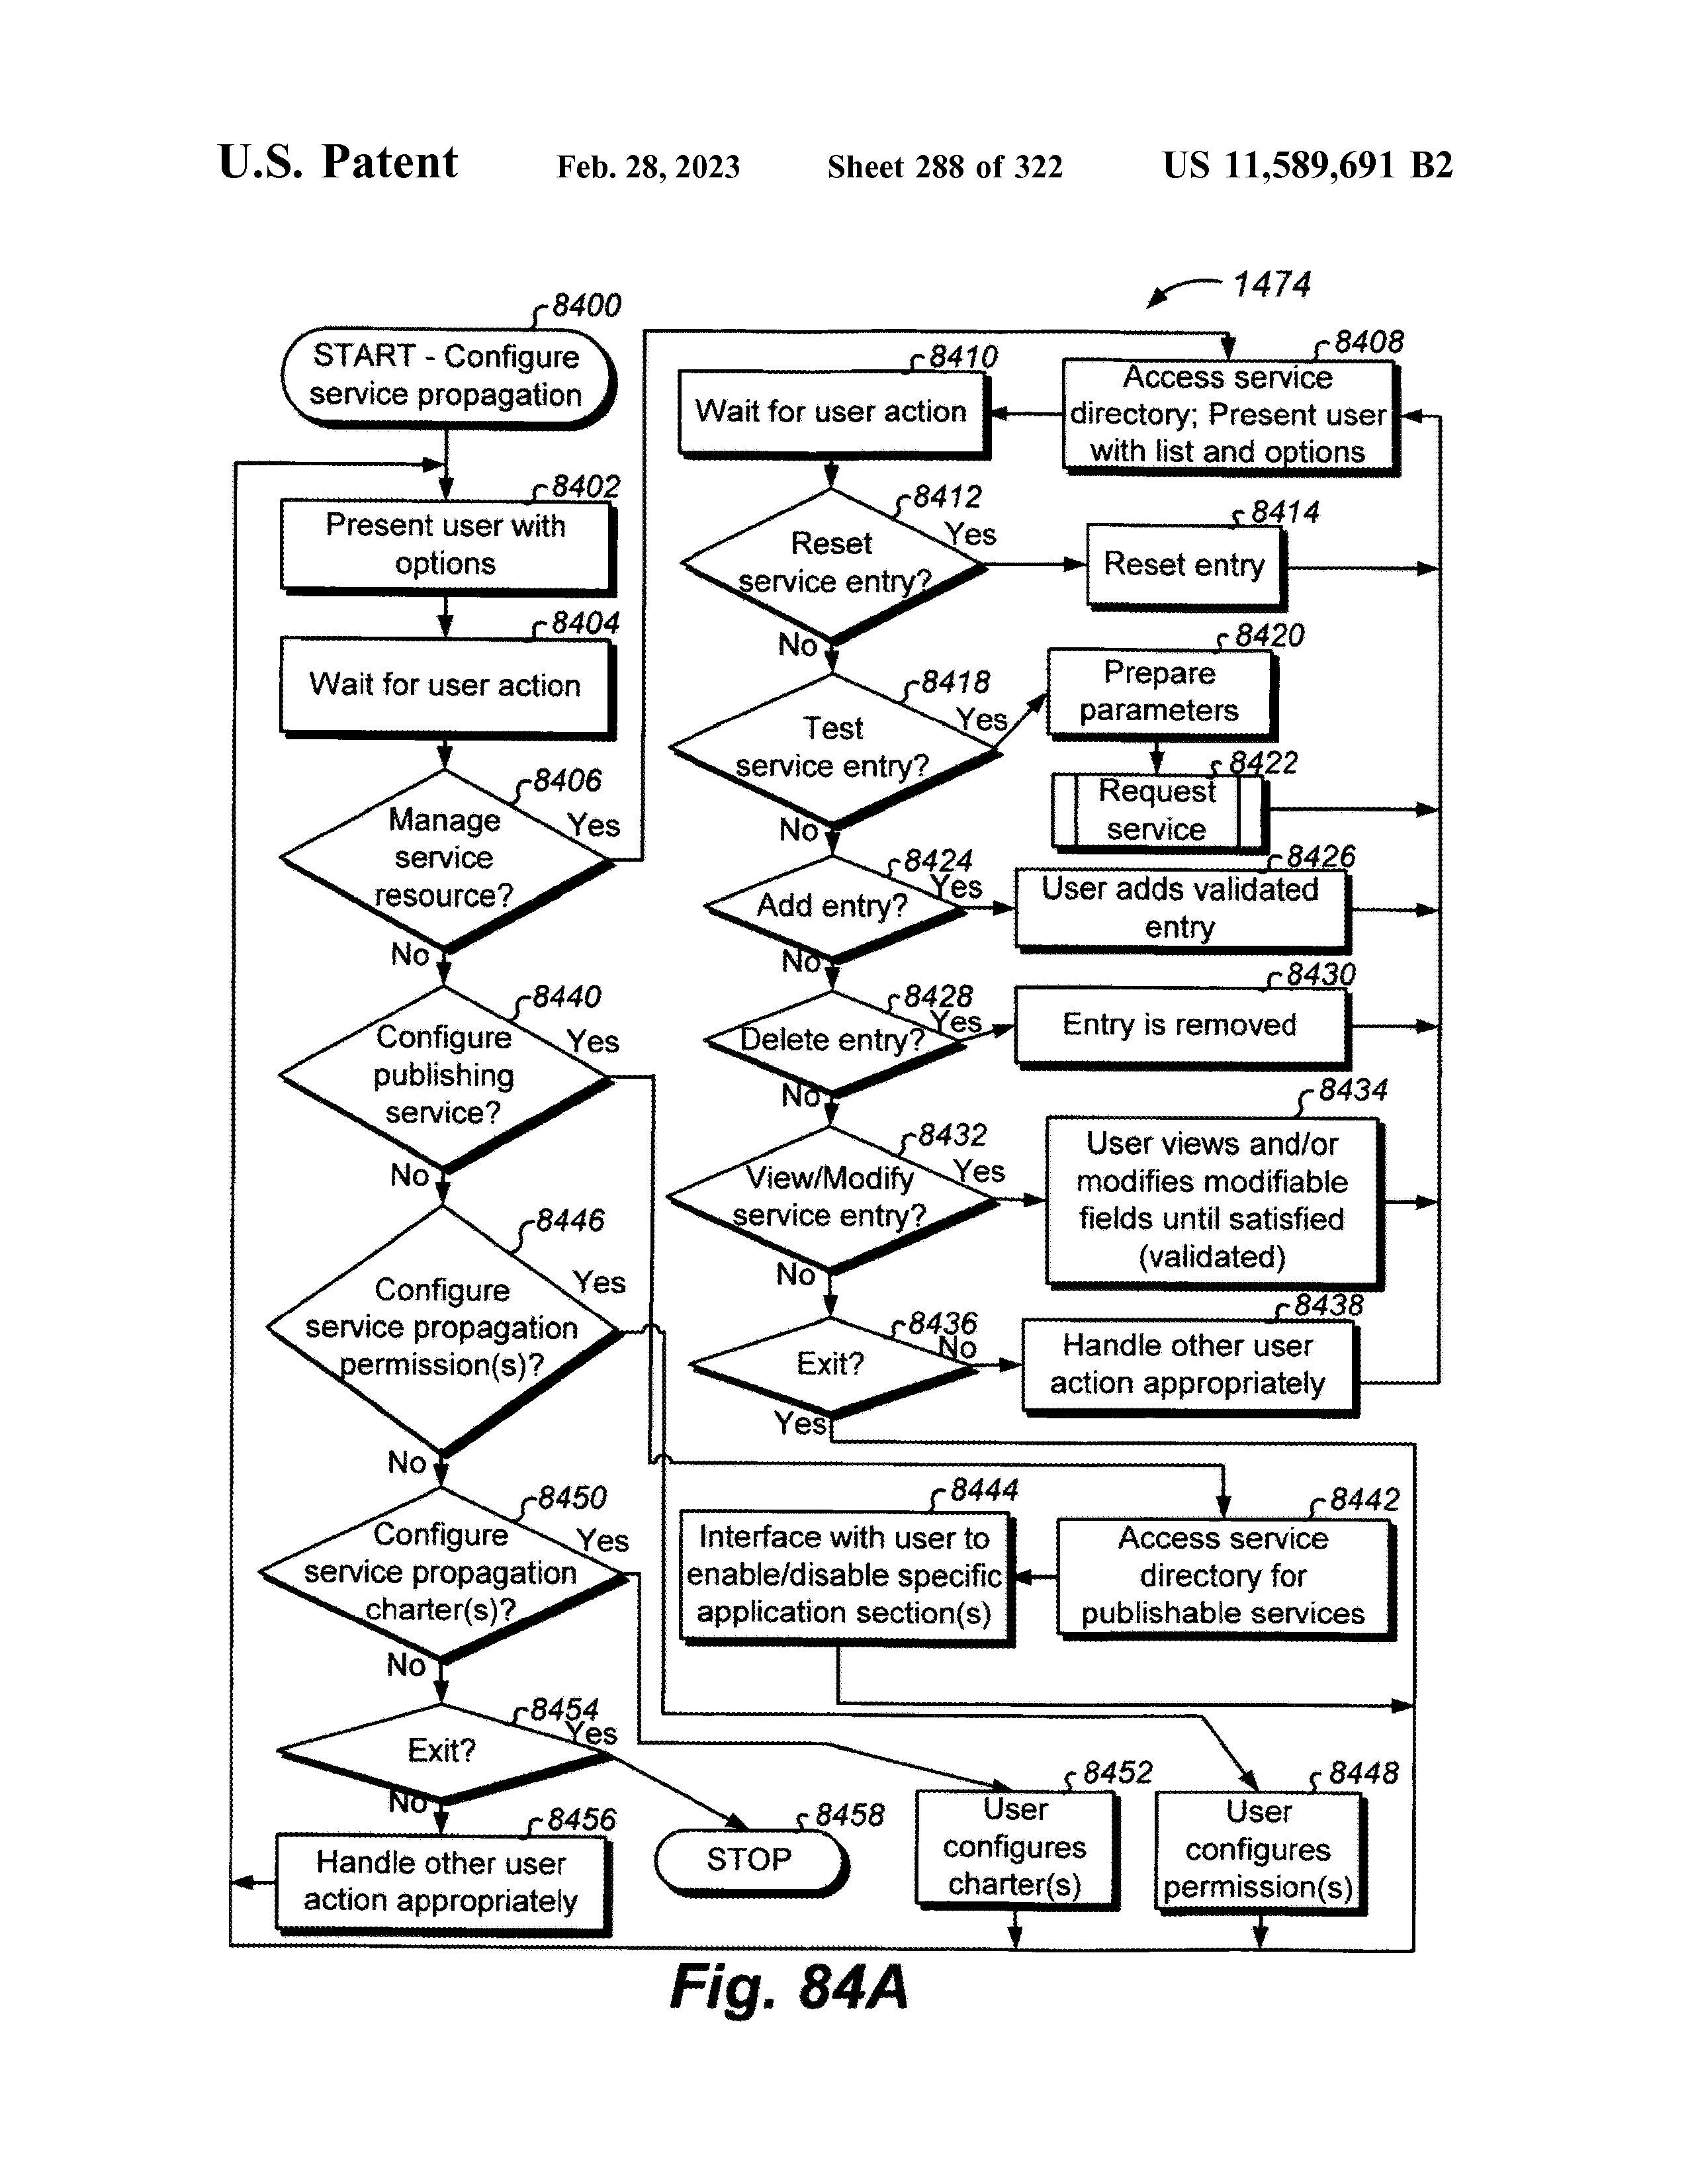 U.S. Patent Feb. 28, 2023 Sheet 288 of 322 US 11,589,691 B2
1474
8400
START - Configure
service propagation
8402
Present user with
options
8404
Wait for user action
8406
Manage
service
resource?
Yes
No
8440
Configure
publishing
service?
Yes
No
8446
Configure
service propagation
permission(s)?
Yes
No
8450
Configure
service propagation
charter(s)?
Yes
No
8454
Exit?
Yes
No
8456
Handle other user
action appropriately
8458
STOP
8408
Access service
directory; Present user
with list and options
8410
Wait for user action
8412
Reset
service entry?
Yes
No
8414
Reset entry
8418
Test
service entry?
Yes
No
8420
Prepare
parameters
8422
Request
service
8424
Add entry?
Yes
No
8426
User adds validated
entry
8428
Delete entry?
Yes
No
8430
Entry is removed
8432
View/Modify
service entry?
Yes
No
8434
User views and/or
modifies modifiable
fields until satisfied
(validated)
8436
Exit?
No
Yes
8438
Handle other user
action appropriately
8444
Interface with user to
enable/disable specific
application section(s)
8442
Access service
directory for
publishable services
8452
User
configures
charter(s)
8448
User
configures
permission(s)
Fig. 84A